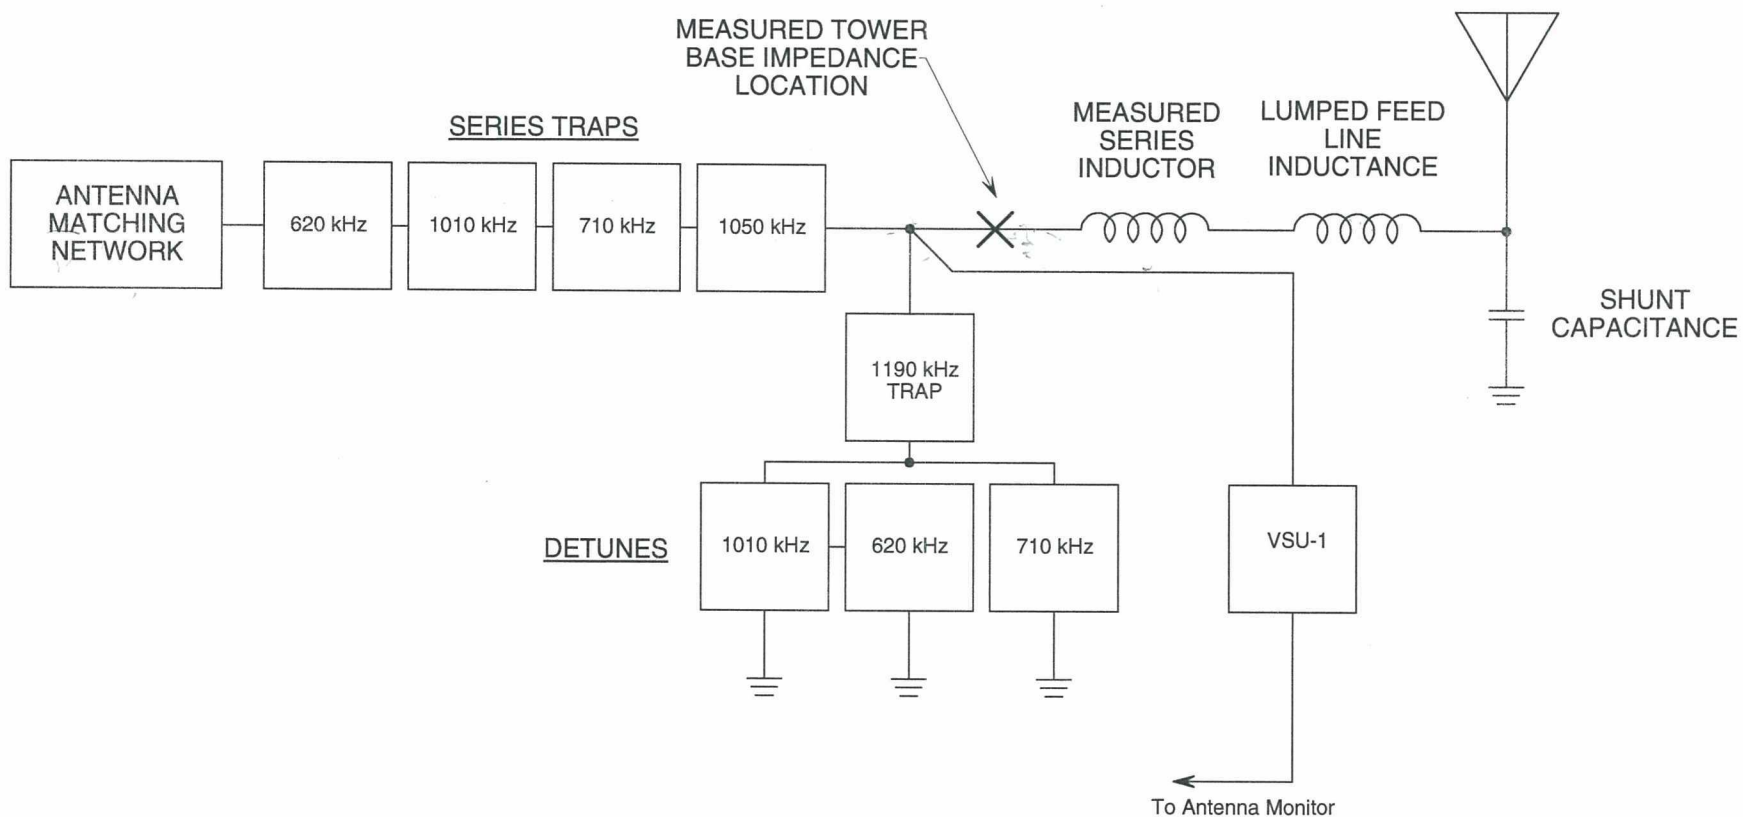 MEASURED TOWER
BASE IMPEDANCE
LOCATION
SERIES TRAPS
MEASURED
SERIES
INDUCTOR
LUMPED FEED
LINE
INDUCTANCE
ANTENNA
MATCHING
NETWORK
620 kHz
1010 kHz
710 kHz
1050 kHz
SHUNT
CAPACITANCE
1190 kHz
TRAP
DETUNES
1010 kHz
620 kHz
710 kHz
VSU-1
To Antenna Monitor